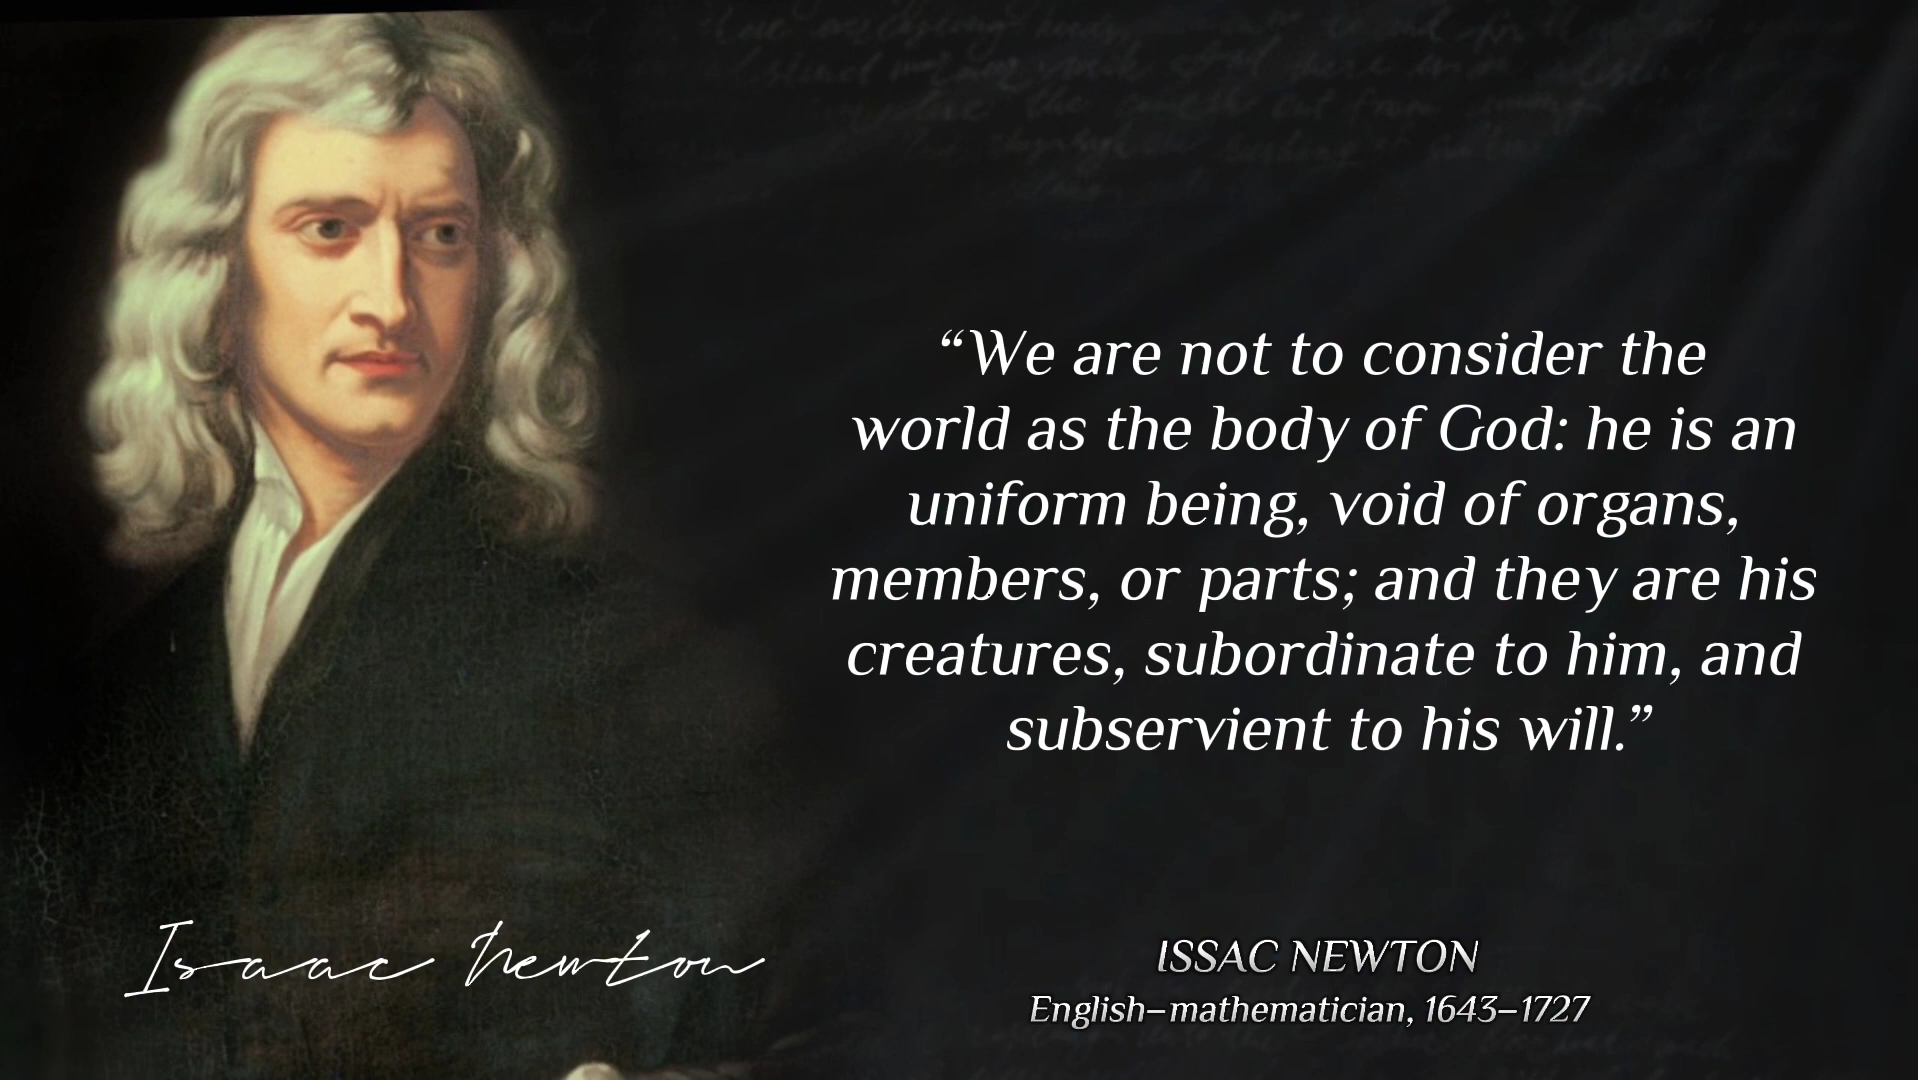 “We are not to consider the
world as the body of God: he is an
uniform being, void of organs,
members, or parts; and they are his
creatures, subordinate to him, and
subservient to his will.”
Isaac Newton
ISSAC NEWTON
English–mathematician, 1643–1727